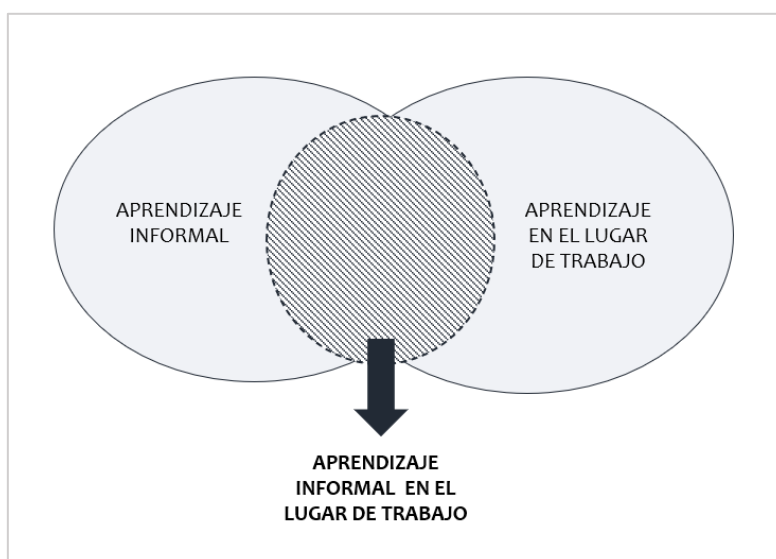 APRENDIZAJE
INFORMAL
APRENDIZAJE
EN EL LUGAR
DE TRABAJO
APRENDIZAJE
INFORMAL EN EL
LUGAR DE TRABAJO